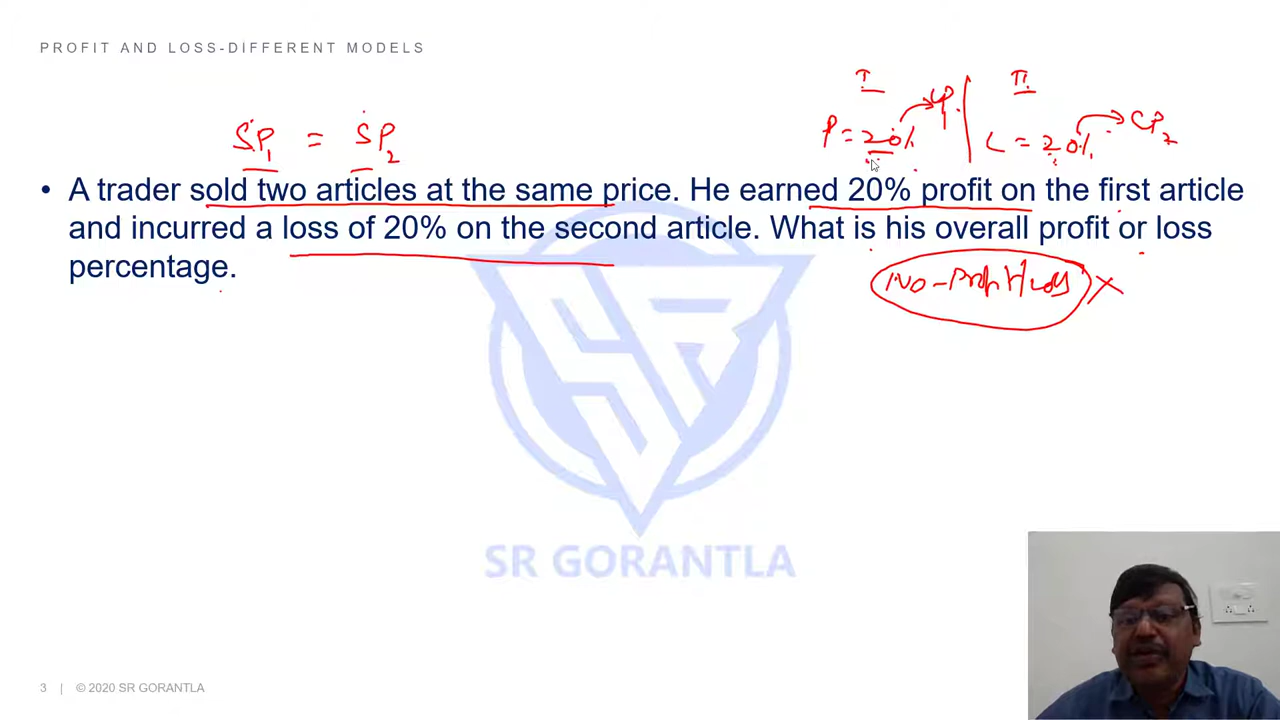 PROFIT AND LOSS-DIFFERENT MODELS
I II
SP1 = SP2
P = 20% CP1
L = 20% CP2
• A trader sold two articles at the same price. He earned 20% profit on the first article
and incurred a loss of 20% on the second article. What is his overall profit or loss
percentage.
No-Profit/Loss X
SR GORANTLA
3 | © 2020 SR GORANTLA